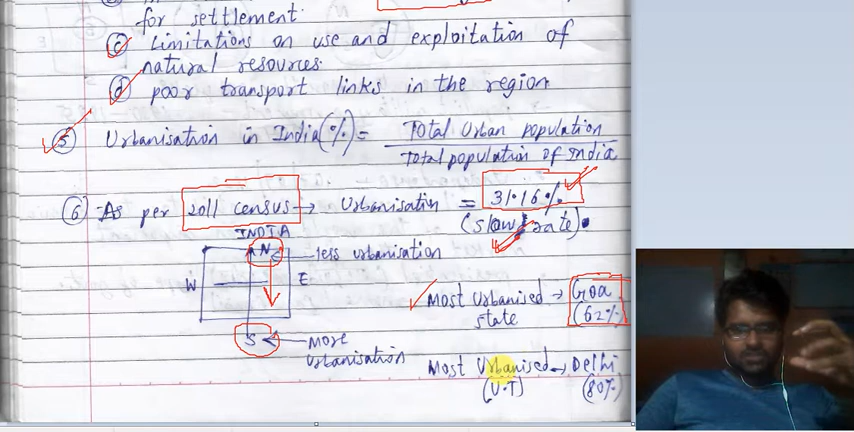 for settlement.
(c) Limitations on use and exploitation of
natural resources.
(d) poor transport links in the region
(5) Urbanisation in India(%) = Total Urban population
Total population of India
(6) As per 2011 census → Urbanisation = 31.16%
(slow rate).
INDIA
N less urbanisation
W E
Most Urbanised → Goa
state (62%)
S More
Urbanisation
Most Urbanised → Delhi
(U.T) (80%)